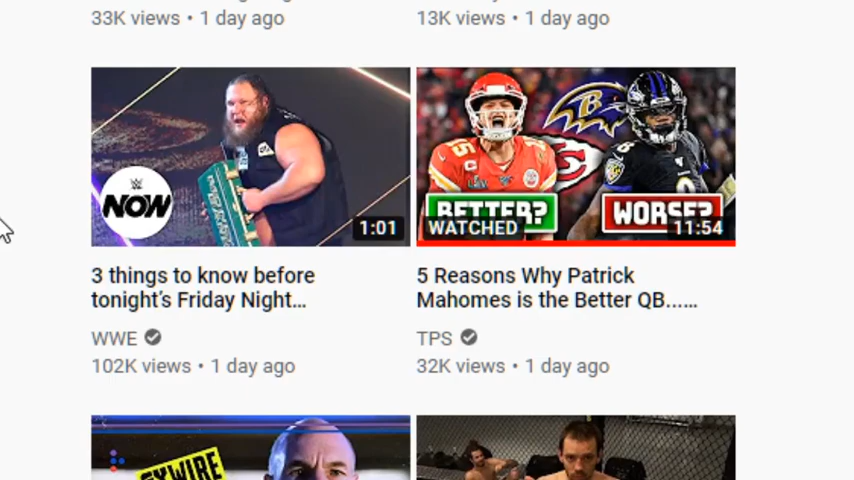 33K views • 1 day ago
13K views • 1 day ago
NOW
1:01
BETTER?
WORSE?
WATCHED
11:54
3 things to know before
tonight's Friday Night...
5 Reasons Why Patrick
Mahomes is the Better QB......
WWE
TPS
102K views • 1 day ago
32K views • 1 day ago